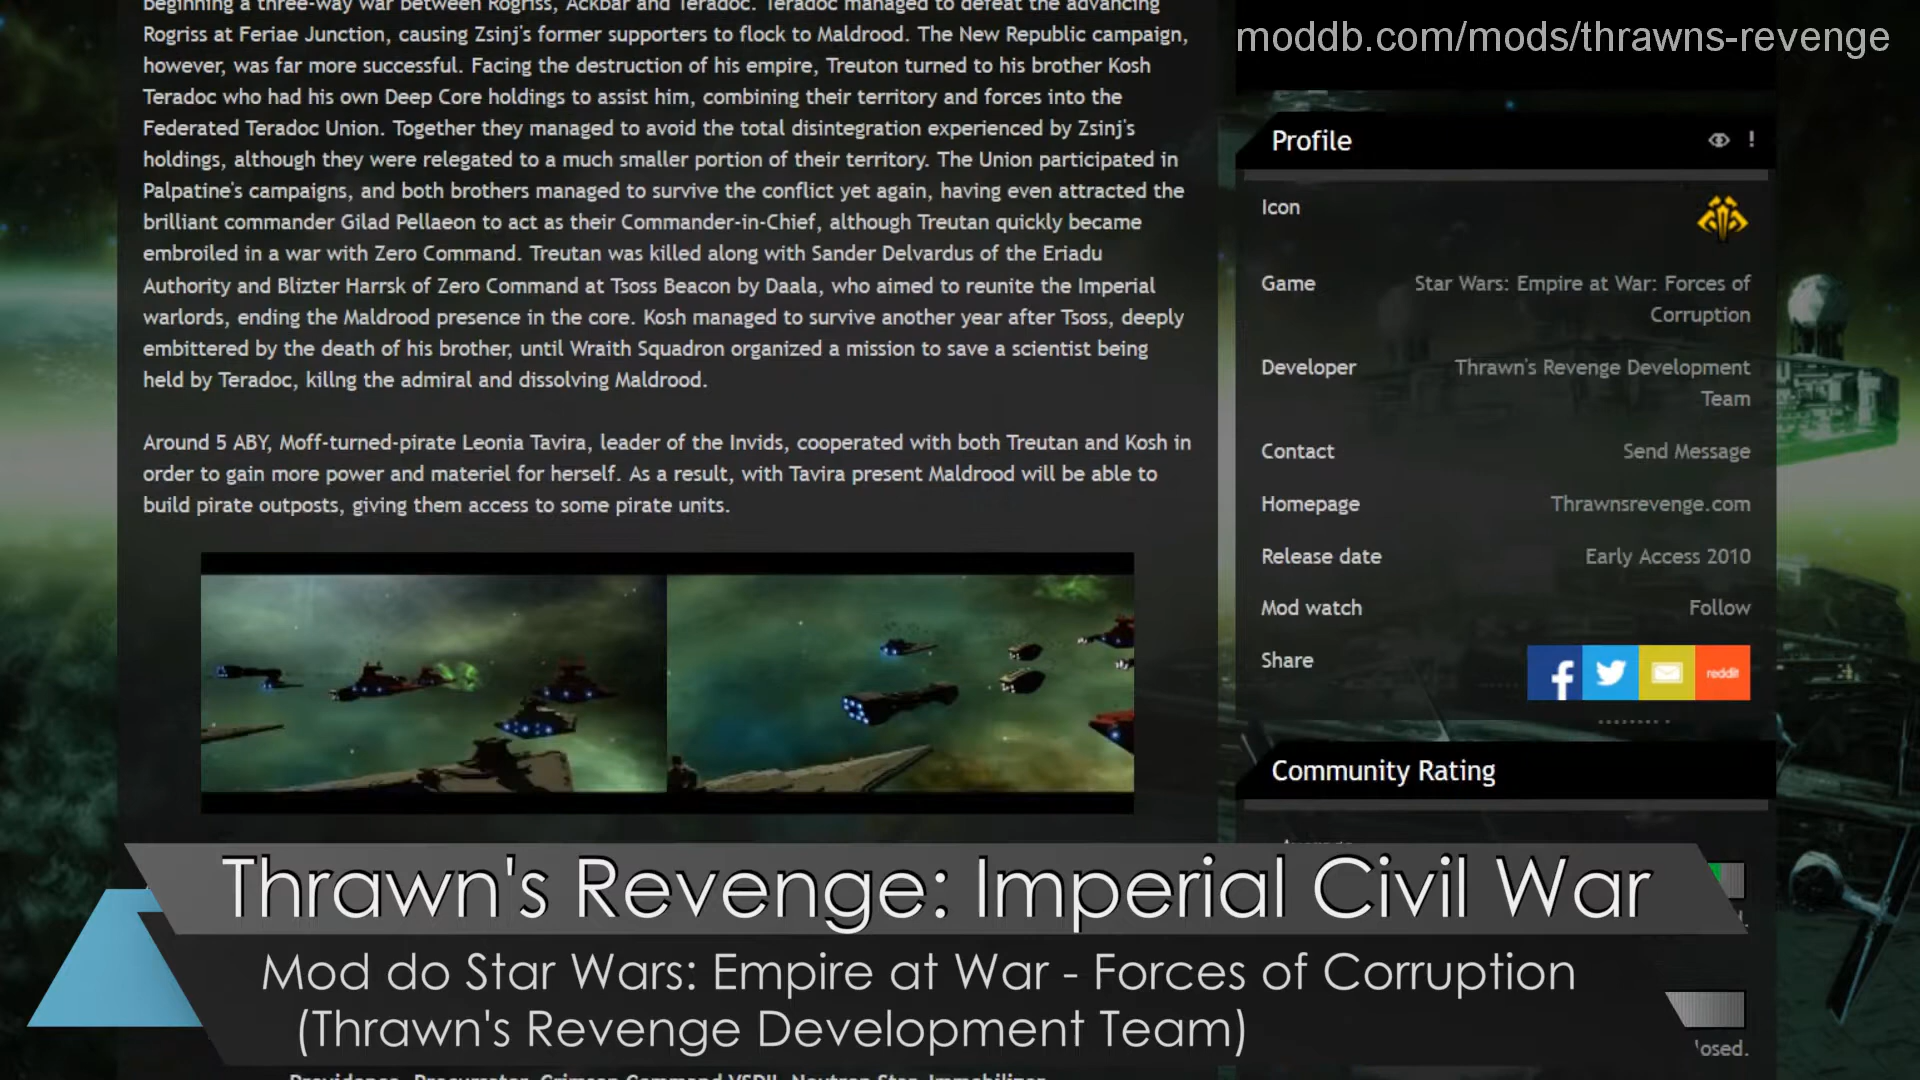 beginning a three-way war between Rogriss, Ackbar and Teradoc. Teradoc managed to defeat the advancing
Rogriss at Feriae Junction, causing Zsinj's former supporters to flock to Maldrood. The New Republic campaign,
however, was far more successful. Facing the destruction of his empire, Treuton turned to his brother Kosh
Teradoc who had his own Deep Core holdings to assist him, combining their territory and forces into the
Federated Teradoc Union. Together they managed to avoid the total disintegration experienced by Zsinj's
holdings, although they were relegated to a much smaller portion of their territory. The Union participated in
Palpatine's campaigns, and both brothers managed to survive the conflict yet again, having even attracted the
brilliant commander Gilad Pellaeon to act as their Commander-in-Chief, although Treutan quickly became
embroiled in a war with Zero Command. Treutan was killed along with Sander Delvardus of the Eriadu
Authority and Blizter Harrsk of Zero Command at Tsoss Beacon by Daala, who aimed to reunite the Imperial
warlords, ending the Maldrood presence in the core. Kosh managed to survive another year after Tsoss, deeply
embittered by the death of his brother, until Wraith Squadron organized a mission to save a scientist being
held by Teradoc, killng the admiral and dissolving Maldrood.
Around 5 ABY, Moff-turned-pirate Leonia Tavira, leader of the Invids, cooperated with both Treutan and Kosh in
order to gain more power and materiel for herself. As a result, with Tavira present Maldrood will be able to
build pirate outposts, giving them access to some pirate units.
moddb.com/mods/thrawns-revenge
Profile
Icon
Game Star Wars: Empire at War: Forces of
Corruption
Developer Thrawn's Revenge Development
Team
Contact Send Message
Homepage Thrawnsrevenge.com
Release date Early Access 2010
Mod watch Follow
Share
reddit
Community Rating
Thrawn's Revenge: Imperial Civil War
Mod do Star Wars: Empire at War - Forces of Corruption
(Thrawn's Revenge Development Team)